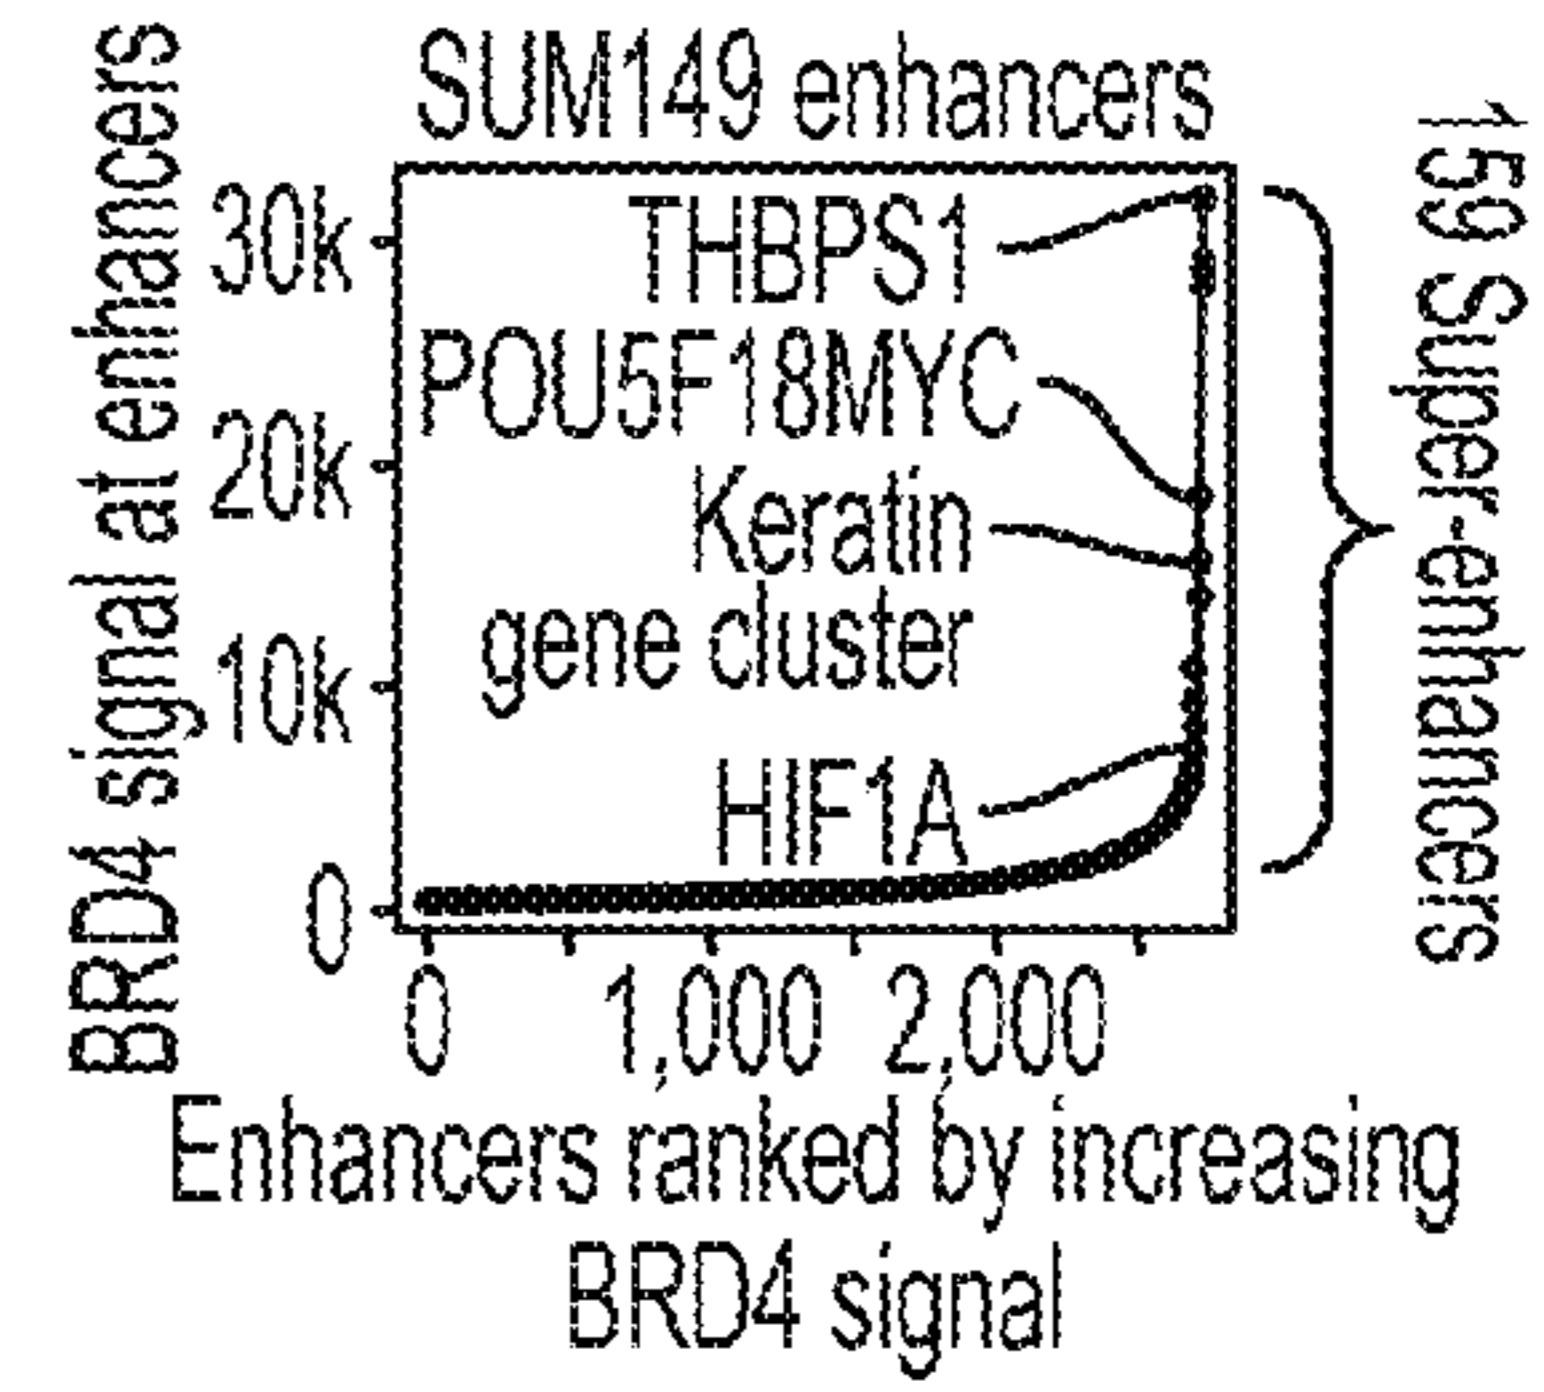 SUM149 enhancers
BRD4 signal at enhancers
30k
20k
10k
0
THBPS1
POU5F18MYC
Keratin
gene cluster
HIF1A
159 Super-enhancers
0
1,000
2,000
Enhancers ranked by increasing
BRD4 signal